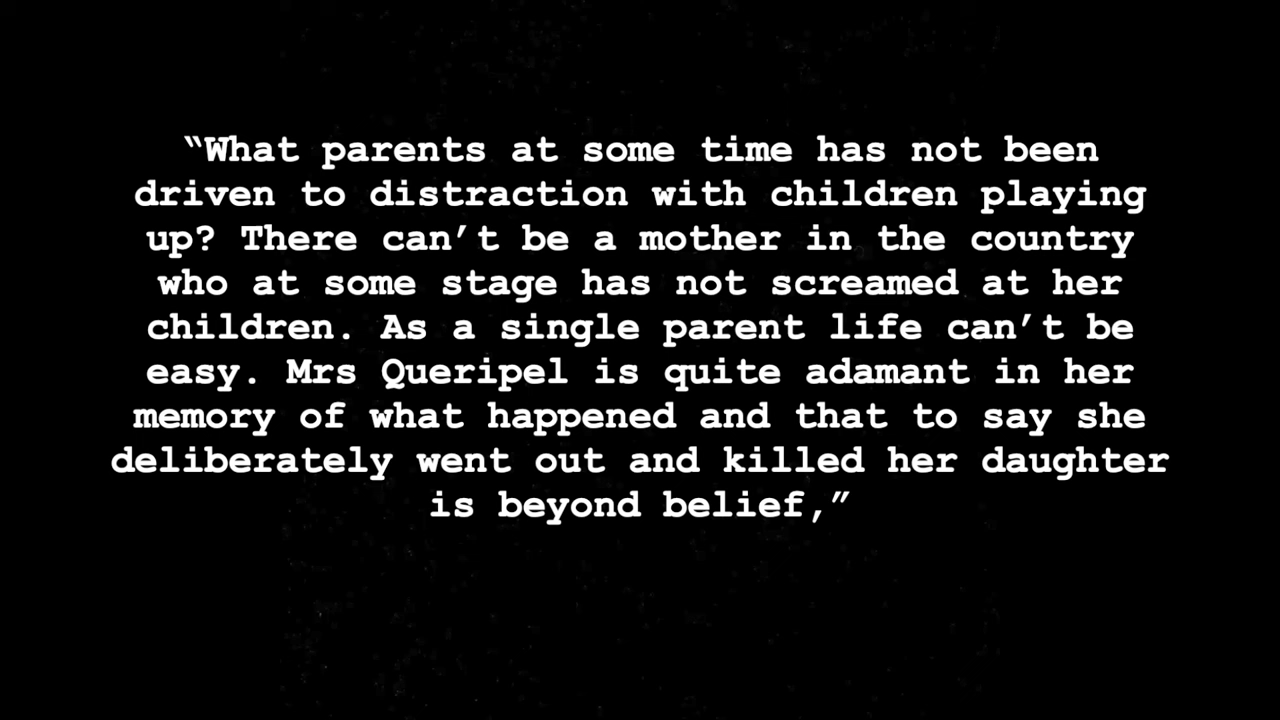 “What parents at some time has not been
driven to distraction with children playing
up? There can’t be a mother in the country
who at some stage has not screamed at her
children. As a single parent life can’t be
easy. Mrs Queripel is quite adamant in her
memory of what happened and that to say she
deliberately went out and killed her daughter
is beyond belief,”